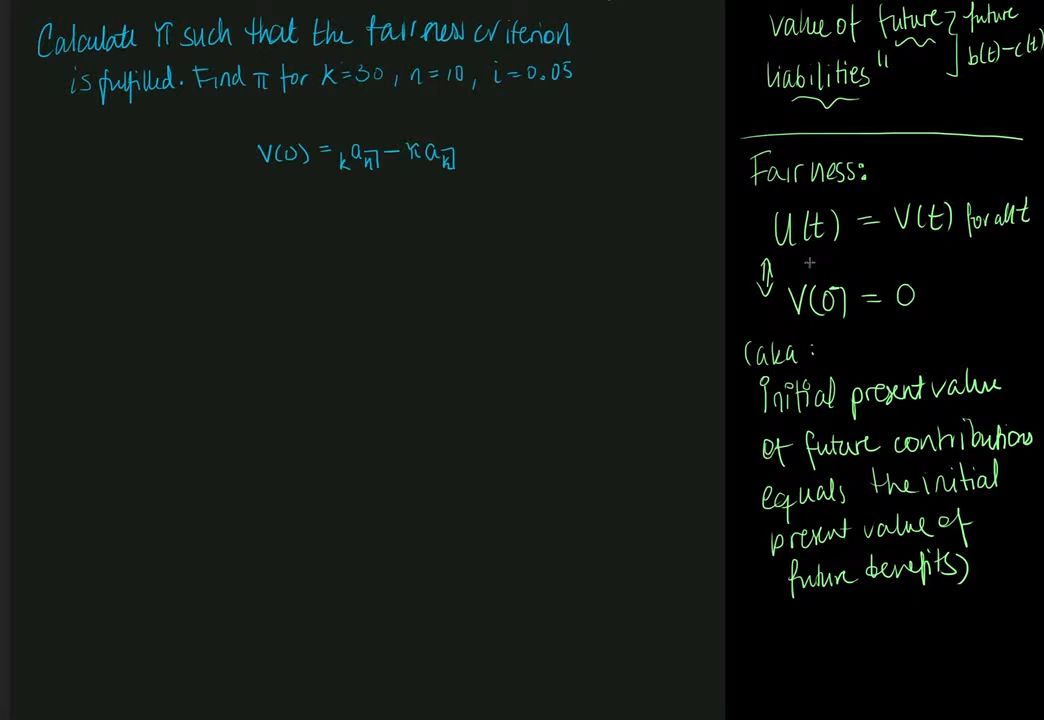 Calculate π such that the fairness criterion
is fulfilled. Find π for k=30, n=10, i=0.05
V(0) = ₖaₙ̅| − π aₖ̅|
value of future } future
liabilities" } b(t)-c(t)
Fairness:
U(t) = V(t) for all t
⇕
V(0) = 0
(aka:
Initial present value
of future contributions
equals the initial
present value of
future benefits)